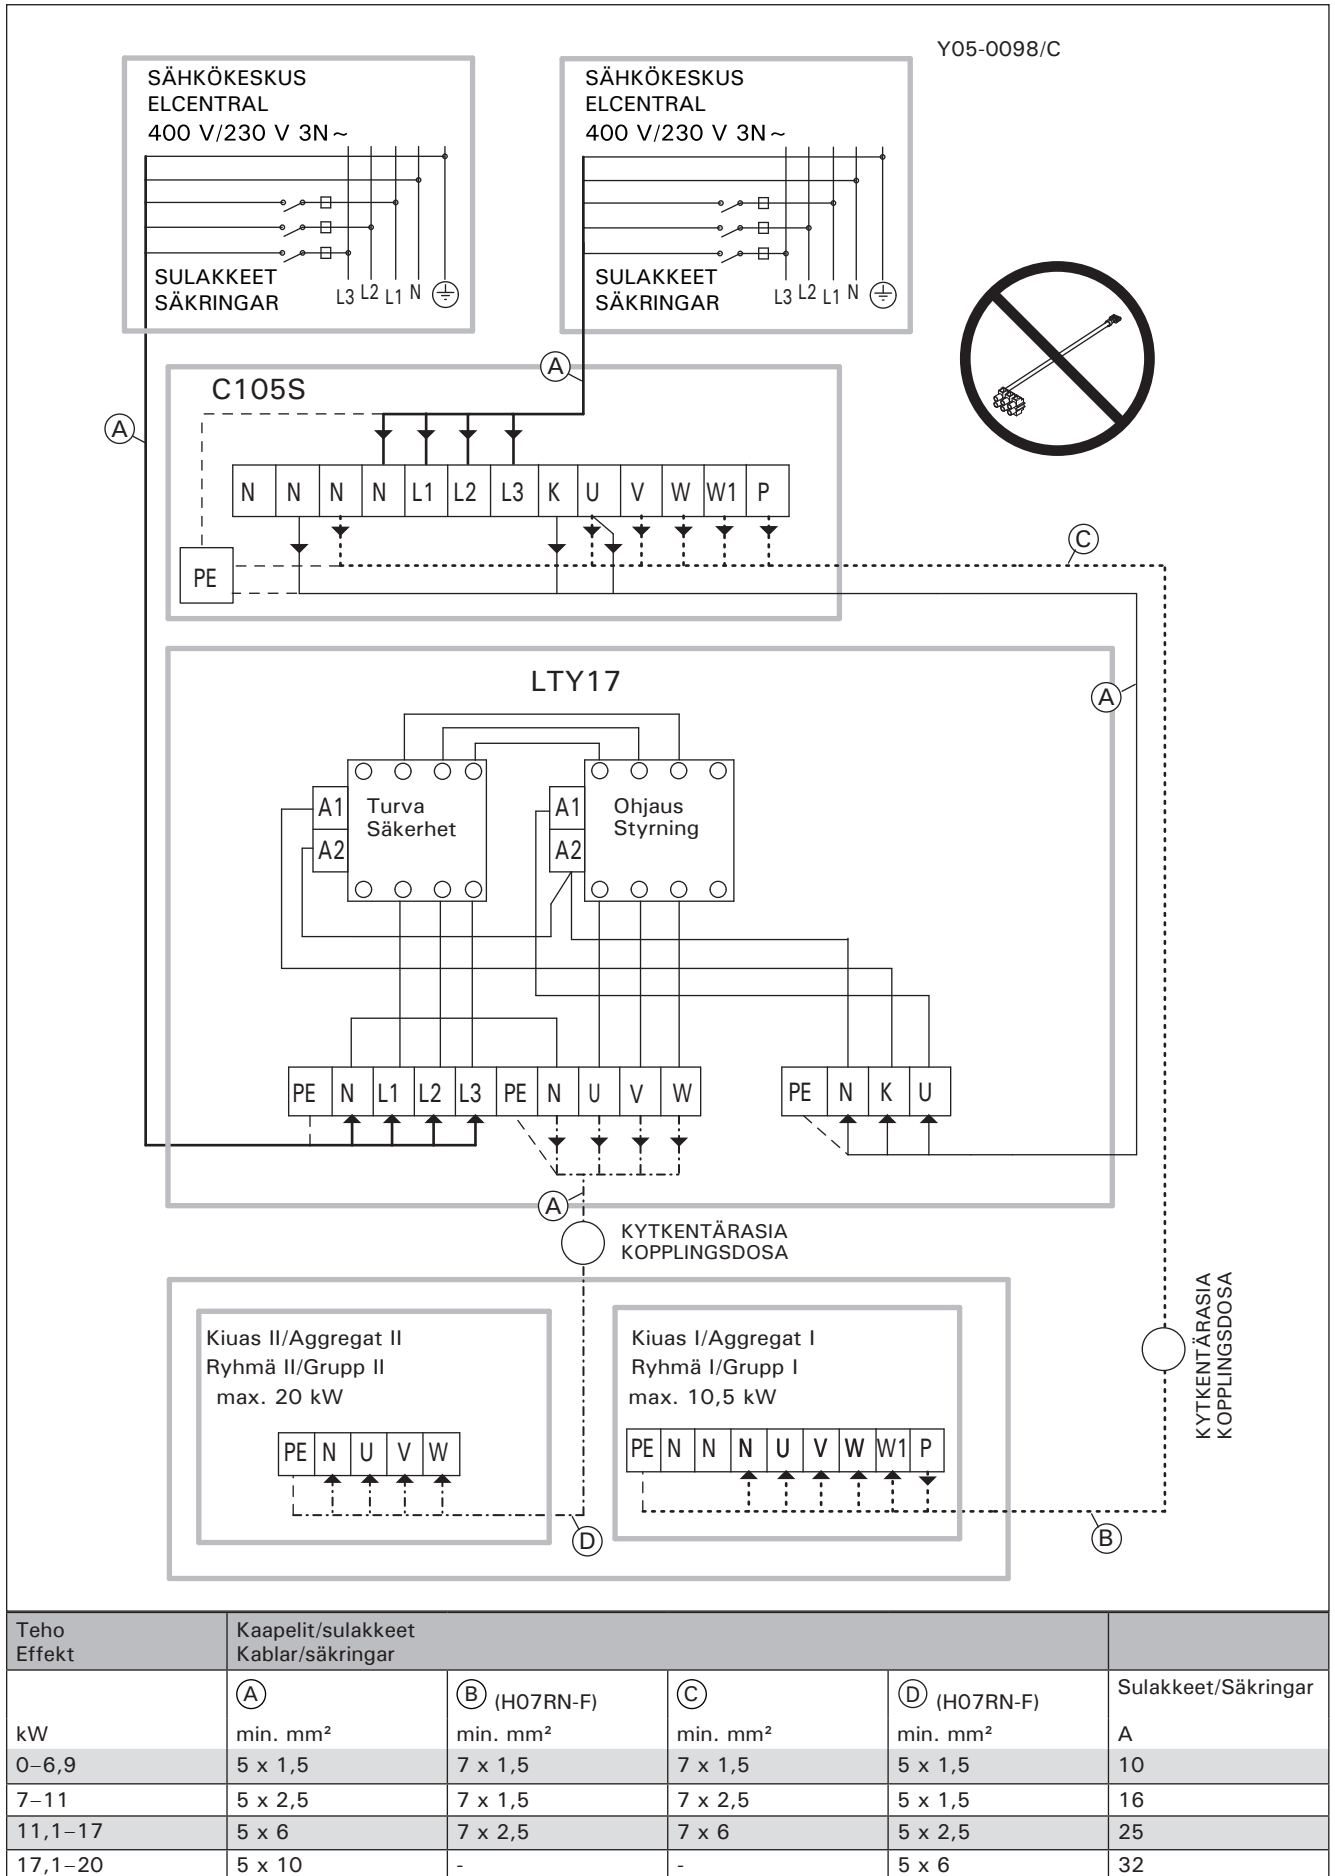 Y05-0098/C
SÄHKÖKESKUS
ELCENTRAL
400 V/230 V 3N~
SULAKKEET
SÄKRINGAR
L3 L2 L1 N
SÄHKÖKESKUS
ELCENTRAL
400 V/230 V 3N~
SULAKKEET
SÄKRINGAR
L3 L2 L1 N
A
A
C105S
N N N N L1 L2 L3 K U V W W1 P
PE
C
LTY17
A
A1
A2
Turva
Säkerhet
A1
A2
Ohjaus
Styrning
PE N L1 L2 L3 PE N U V W
PE N K U
A
KYTKENTÄRASIA
KOPPLINGSDOSA
KYTKENTÄRASIA
KOPPLINGSDOSA
Kiuas II/Aggregat II
Ryhmä II/Grupp II
max. 20 kW
PE N U V W
D
Kiuas I/Aggregat I
Ryhmä I/Grupp I
max. 10,5 kW
PE N N N U V W W1 P
B
Teho
Effekt
Kaapelit/sulakkeet
Kablar/säkringar
A B (H07RN-F) C D (H07RN-F) Sulakkeet/Säkringar
kW min. mm² min. mm² min. mm² min. mm² A
0–6,9 5 x 1,5 7 x 1,5 7 x 1,5 5 x 1,5 10
7–11 5 x 2,5 7 x 1,5 7 x 2,5 5 x 1,5 16
11,1–17 5 x 6 7 x 2,5 7 x 6 5 x 2,5 25
17,1–20 5 x 10 - - 5 x 6 32